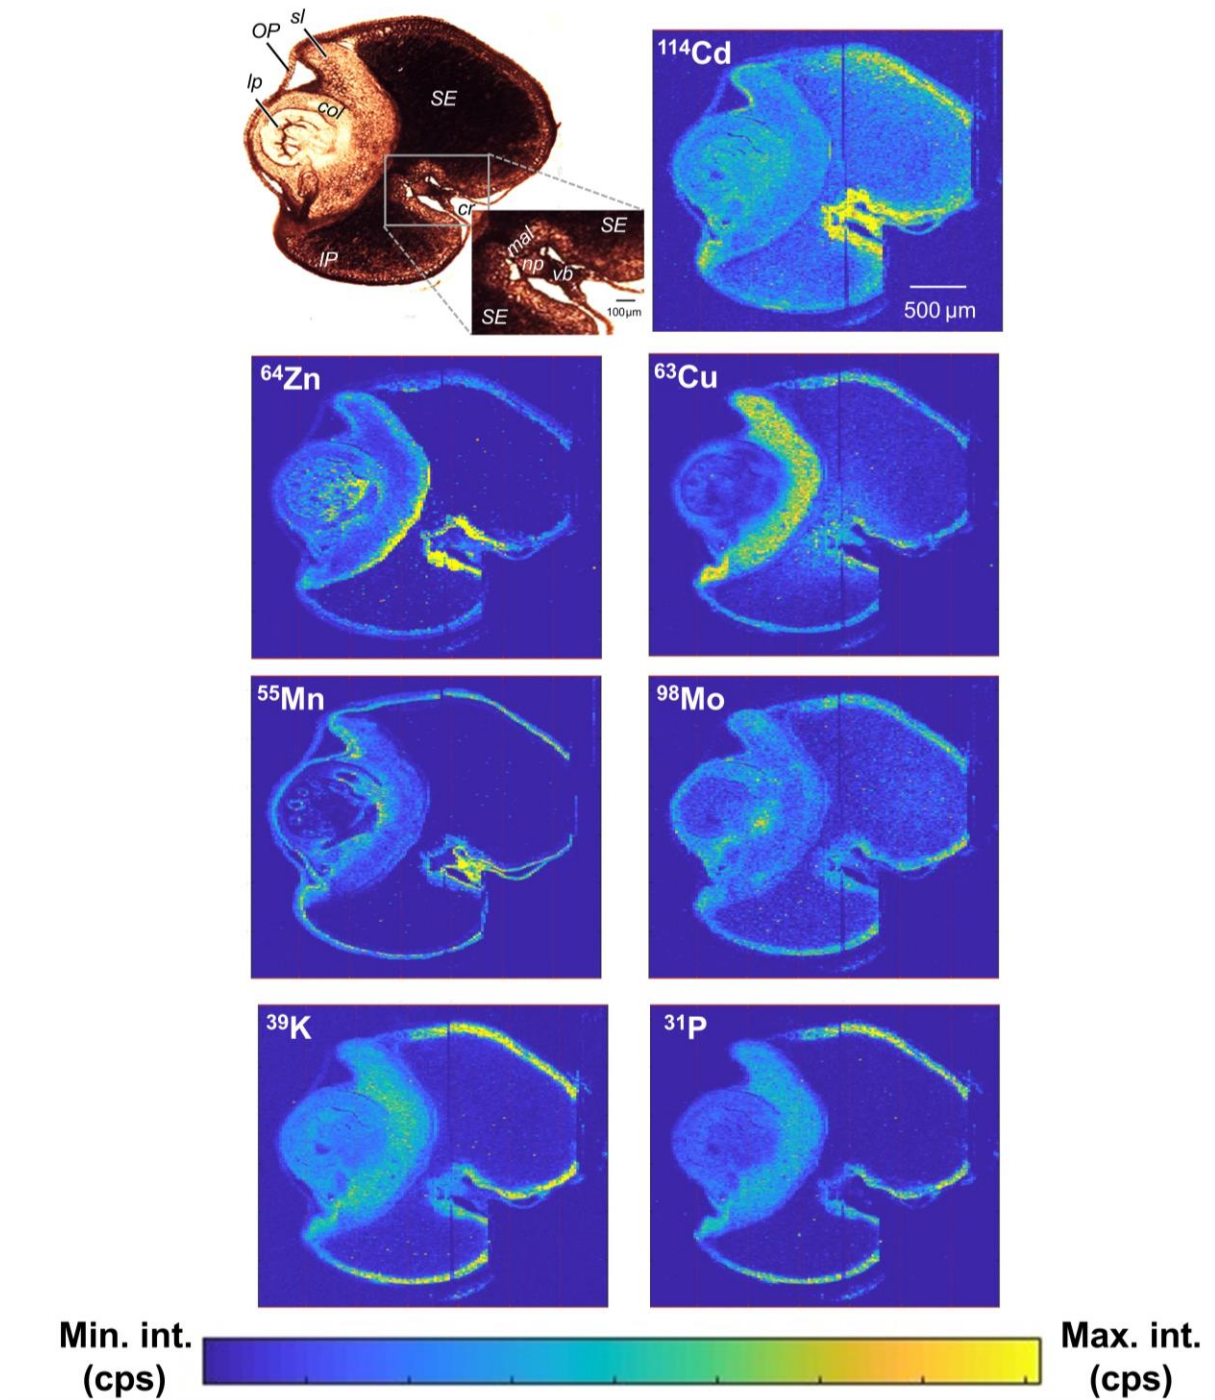 OP
sl
lp
col
SE
cr
IP
SE
mal
np
vb
SE
100µm
¹¹⁴Cd
500 µm
⁶⁴Zn
⁶³Cu
⁵⁵Mn
⁹⁸Mo
³⁹K
³¹P
Min. int.
(cps)
Max. int.
(cps)